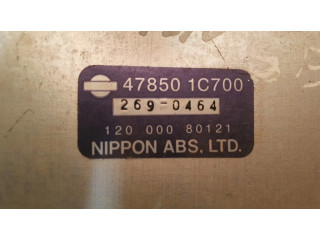 47850 1C700
269-0464
120 000 80121
NIPPON ABS, LTD.